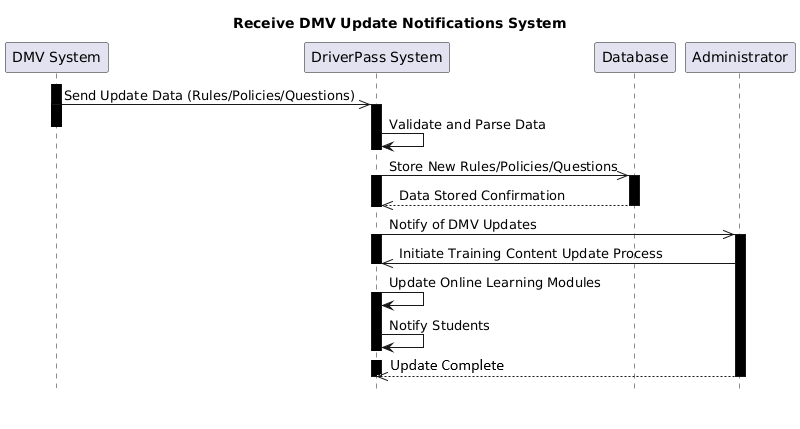 Receive DMV Update Notifications System
DMV System
DriverPass System
Database
Administrator
Send Update Data (Rules/Policies/Questions)
Validate and Parse Data
Store New Rules/Policies/Questions
Data Stored Confirmation
Notify of DMV Updates
Initiate Training Content Update Process
Update Online Learning Modules
Notify Students
Update Complete